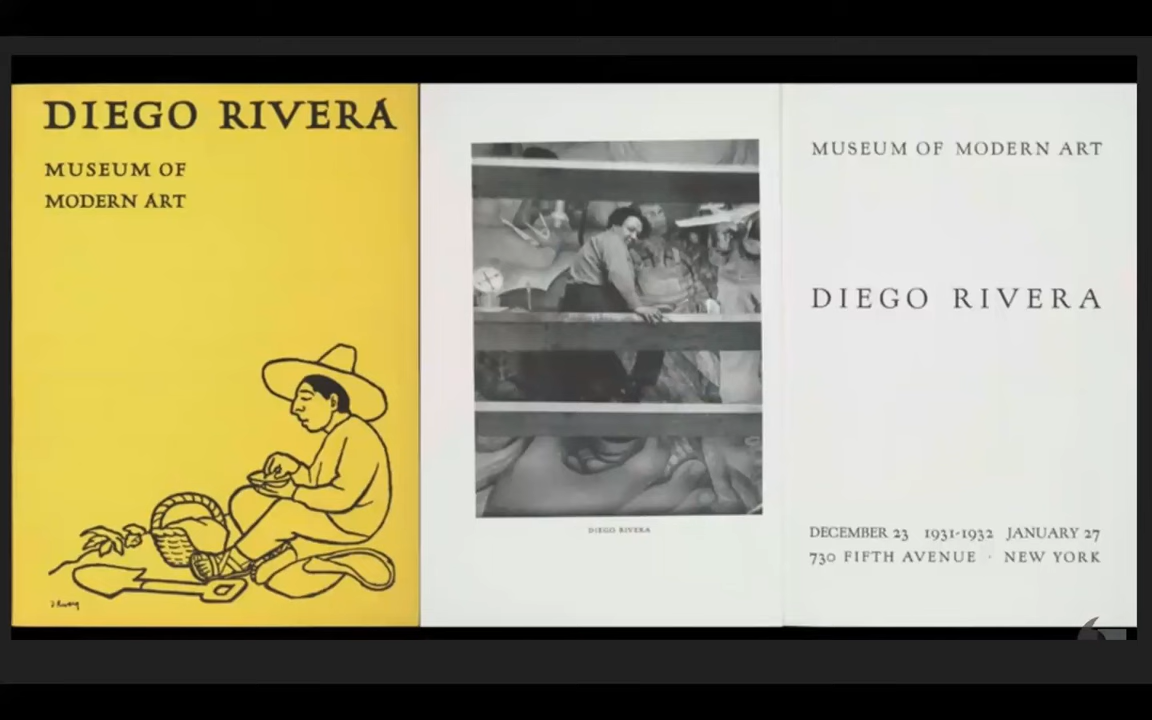 DIEGO RIVERA
MUSEUM OF
MODERN ART
DIEGO RIVERA
MUSEUM OF MODERN ART
DIEGO RIVERA
DECEMBER 23 1931-1932 JANUARY 27
730 FIFTH AVENUE · NEW YORK